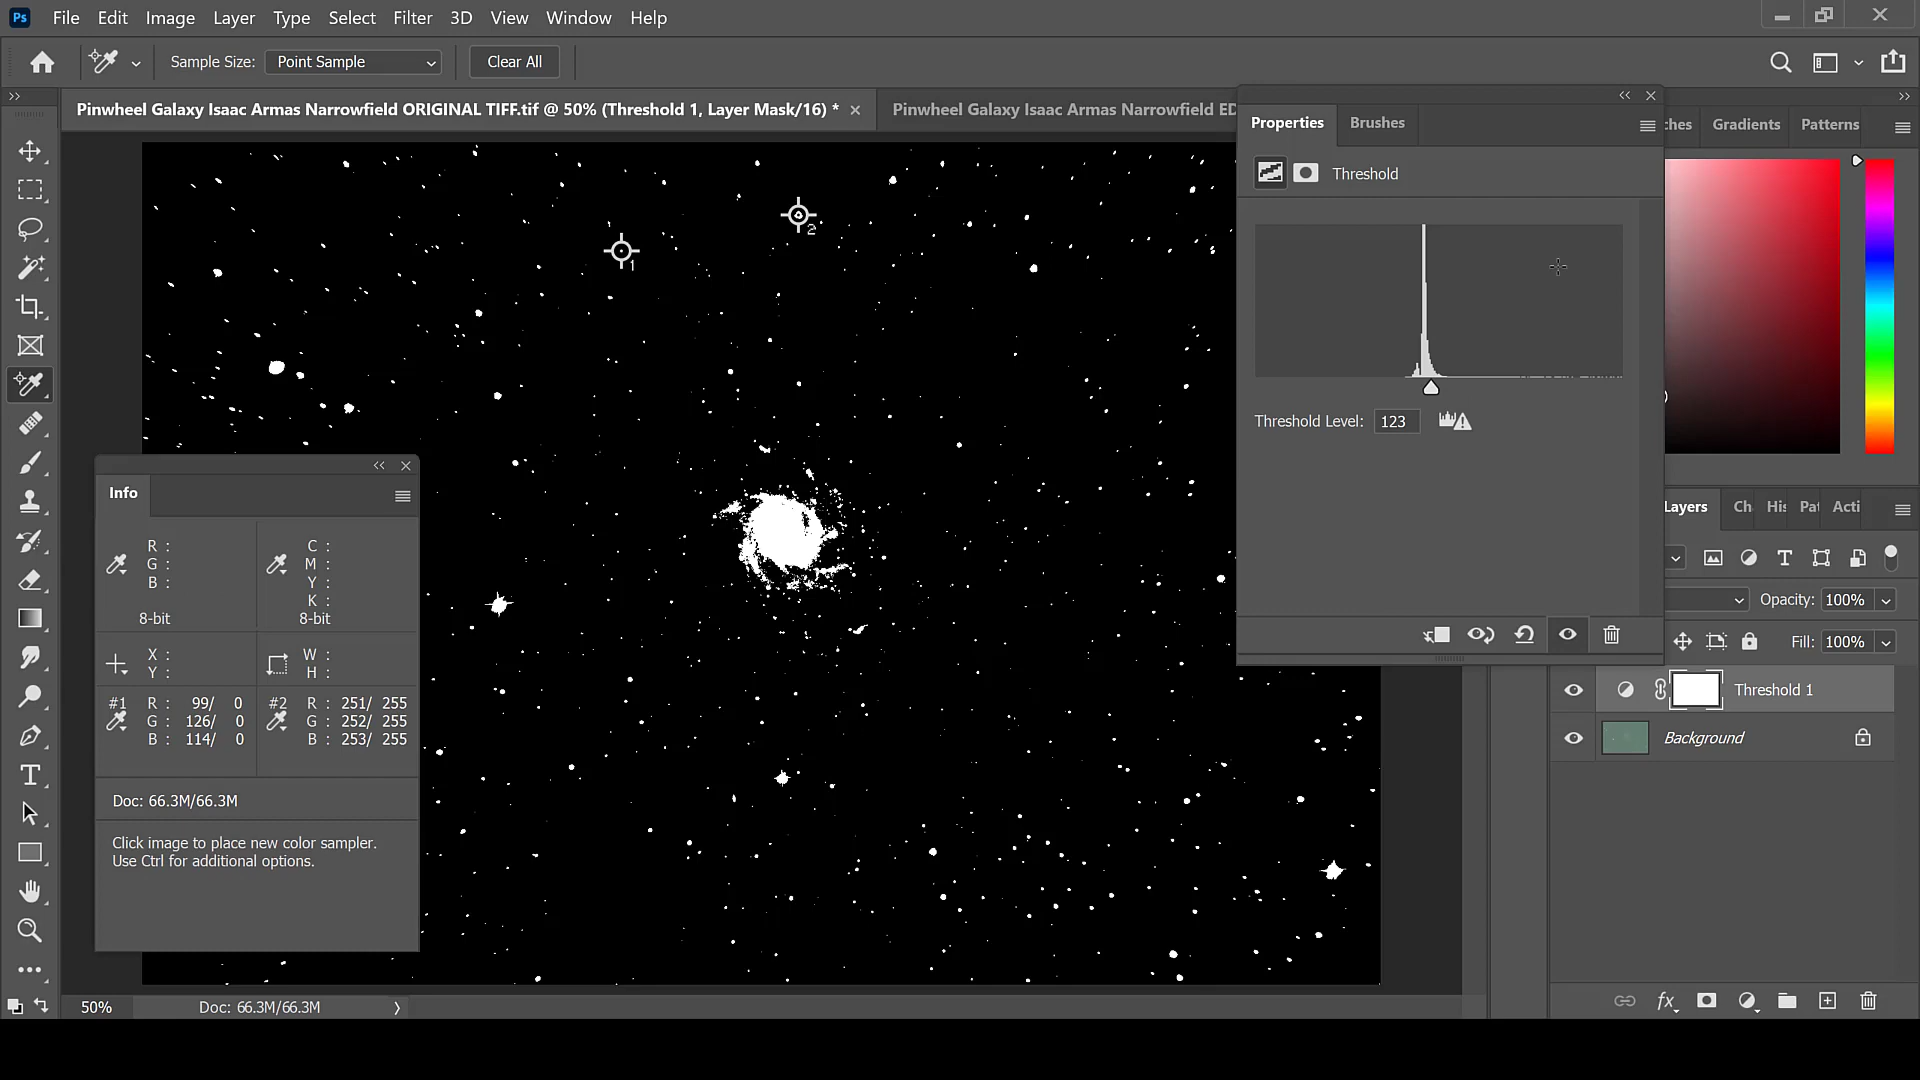 Ps File Edit Image Layer Type Select Filter 3D View Window Help
Sample Size: Point Sample Clear All
Pinwheel Galaxy Isaac Armas Narrowfield ORIGINAL TIFF.tif @ 50% (Threshold 1, Layer Mask/16) *
Pinwheel Galaxy Isaac Armas Narrowfield ED
Properties Brushes
ches Gradients Patterns
Threshold
2
1
Threshold Level: 123
Info
R :
G :
B :
8-bit
C :
M :
Y :
K :
8-bit
X :
Y :
W :
H :
#1 R : 99/ 0
G : 126/ 0
B : 114/ 0
#2 R : 251/ 255
G : 252/ 255
B : 253/ 255
Doc: 66.3M/66.3M
Click image to place new color sampler.
Use Ctrl for additional options.
Layers Ch His Pat Acti
Opacity: 100%
Fill: 100%
Threshold 1
Background
50% Doc: 66.3M/66.3M